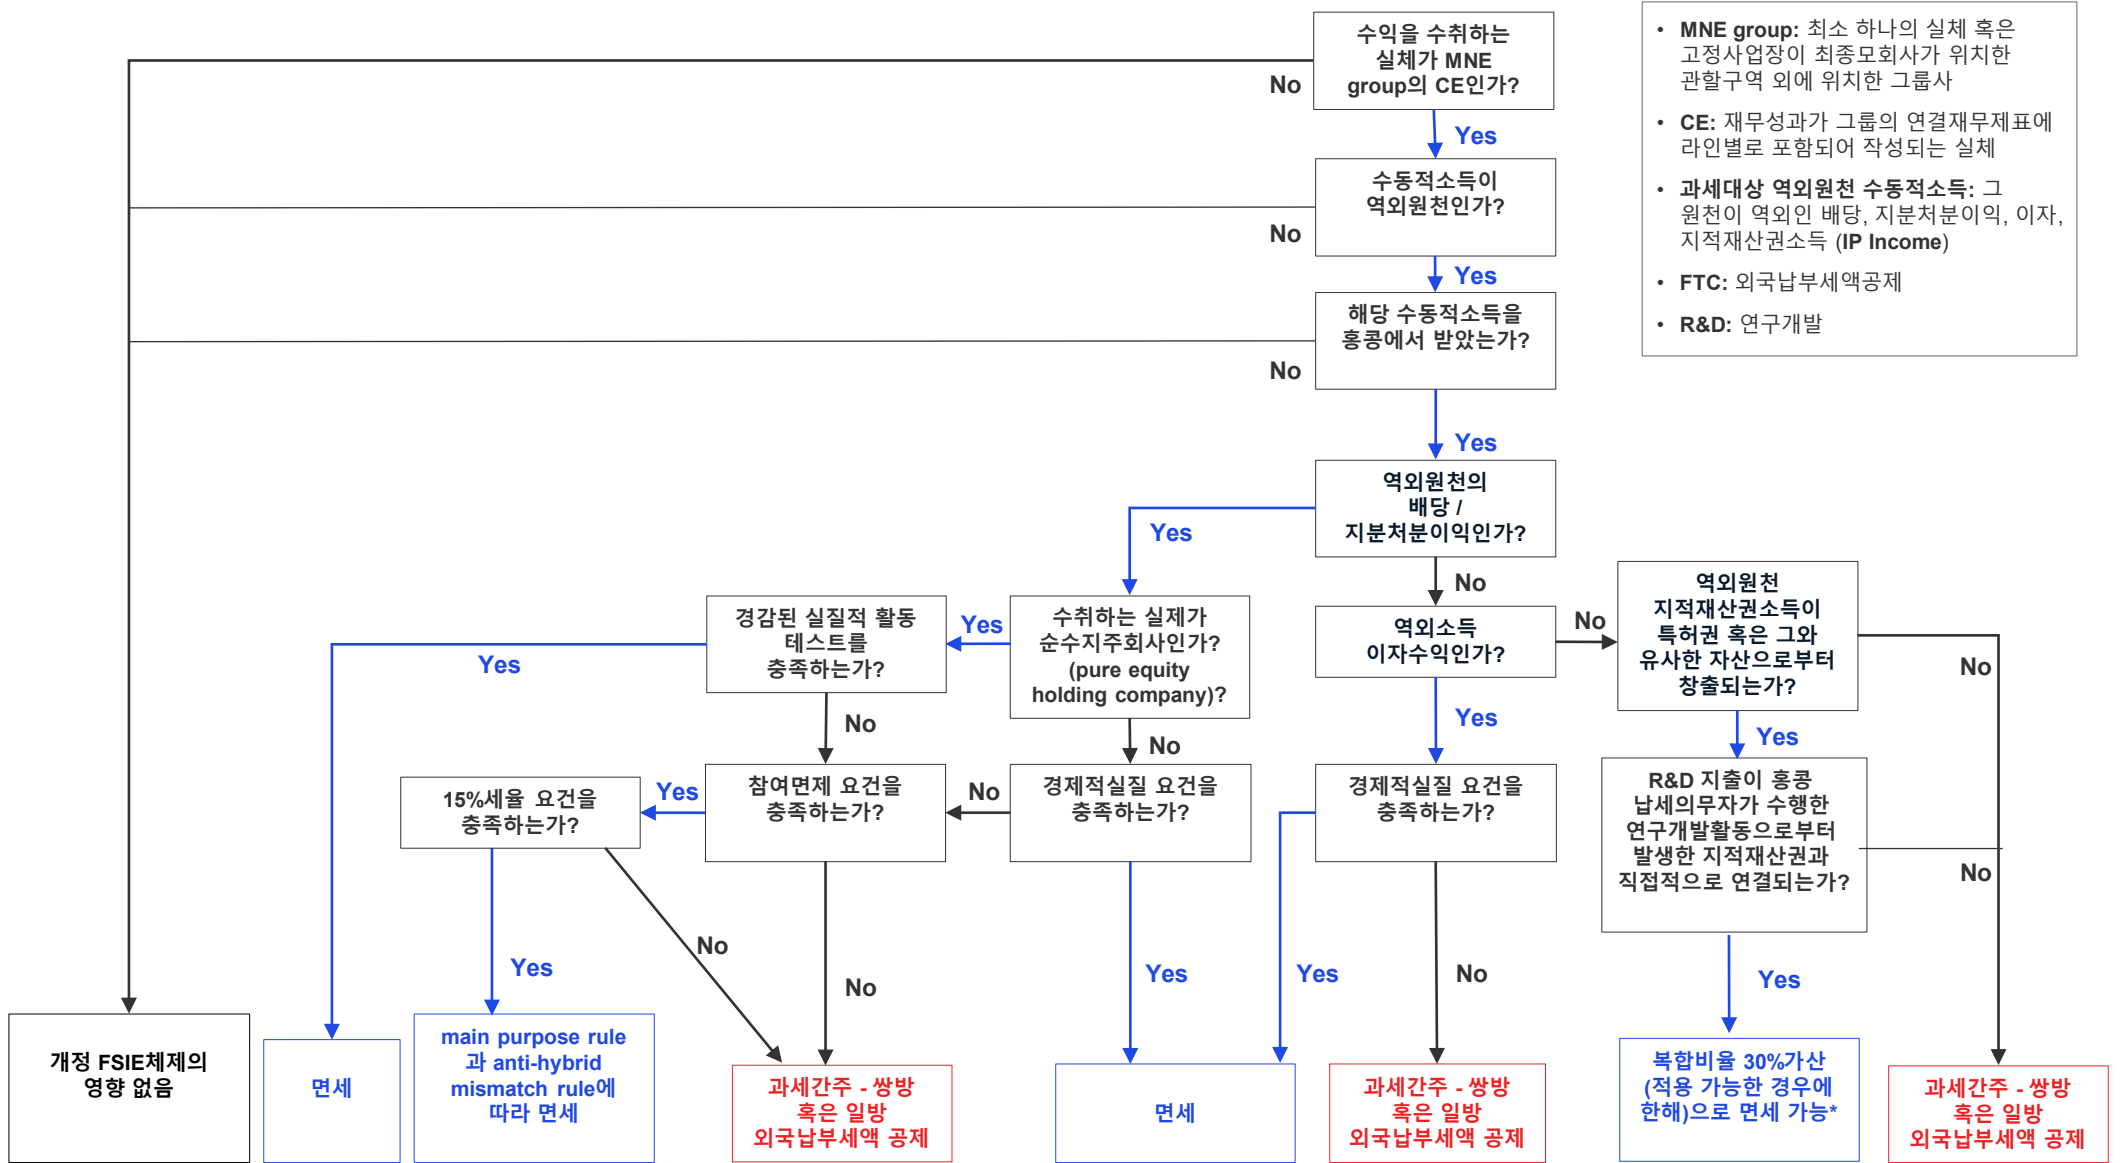 수익을 수취하는
실체가 MNE
group의 CE인가?
No
Yes
수동적소득이
역외원천인가?
No
Yes
해당 수동적소득을
홍콩에서 받았는가?
No
Yes
• MNE group: 최소 하나의 실체 혹은
고정사업장이 최종모회사가 위치한
관할구역 외에 위치한 그룹사
• CE: 재무성과가 그룹의 연결재무제표에
라인별로 포함되어 작성되는 실체
• 과세대상 역외원천 수동적소득: 그
원천이 역외인 배당, 지분처분이익, 이자,
지적재산권소득 (IP Income)
• FTC: 외국납부세액공제
• R&D: 연구개발
역외원천의
배당 /
지분처분이익인가?
Yes
No
경감된 실질적 활동
테스트를
충족하는가?
Yes
No
수취하는 실제가
순수지주회사인가?
(pure equity
holding company)?
Yes
No
역외소득
이자수익인가?
No
Yes
역외원천
지적재산권소득이
특허권 혹은 그와
유사한 자산으로부터
창출되는가?
No
Yes
15%세율 요건을
충족하는가?
Yes
참여면제 요건을
충족하는가?
No
경제적실질 요건을
충족하는가?
경제적실질 요건을
충족하는가?
R&D 지출이 홍콩
납세의무자가 수행한
연구개발활동으로부터
발생한 지적재산권과
직접적으로 연결되는가?
No
Yes
No
No
Yes
Yes
No
Yes
개정 FSIE체제의
영향 없음
면세
main purpose rule
과 anti-hybrid
mismatch rule에
따라 면세
과세간주 - 쌍방
혹은 일방
외국납부세액 공제
면세
과세간주 - 쌍방
혹은 일방
외국납부세액 공제
복합비율 30%가산
(적용 가능한 경우에
한해)으로 면세 가능*
과세간주 - 쌍방
혹은 일방
외국납부세액 공제